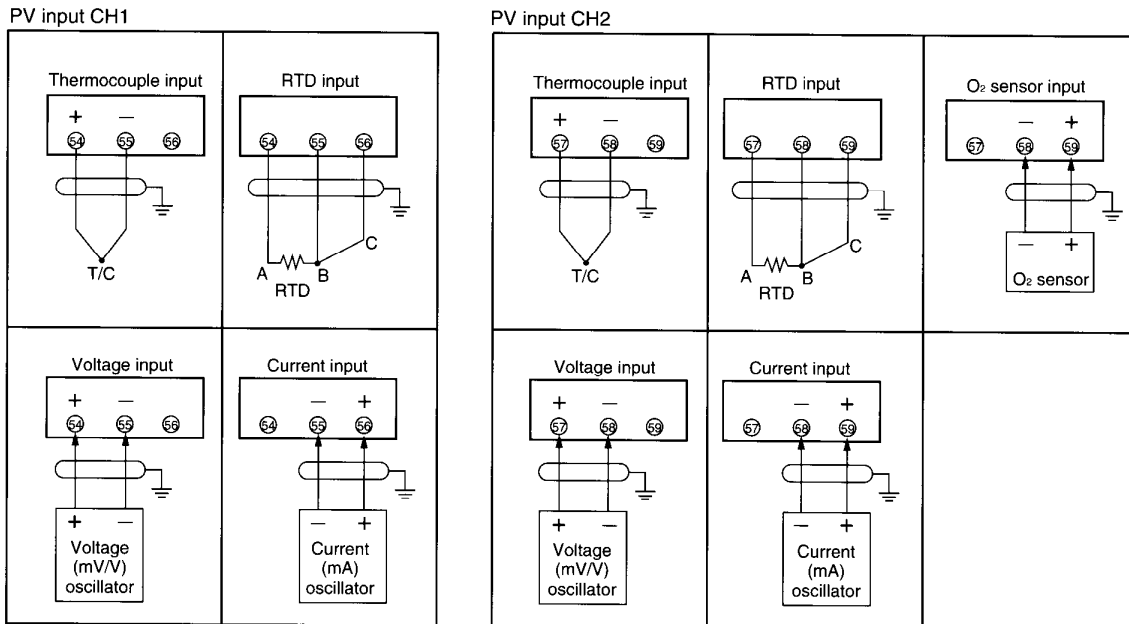 PV input CH1
Thermocouple input
+ −
54 55 56
T/C
RTD input
54 55 56
A B C
RTD
Voltage input
+ −
54 55 56
+ −
Voltage
(mV/V)
oscillator
Current input
− +
54 55 56
− +
Current
(mA)
oscillator
PV input CH2
Thermocouple input
+ −
57 58 59
T/C
RTD input
57 58 59
A B C
RTD
O₂ sensor input
− +
57 58 59
− +
O₂ sensor
Voltage input
+ −
57 58 59
+ −
Voltage
(mV/V)
oscillator
Current input
− +
57 58 59
− +
Current
(mA)
oscillator